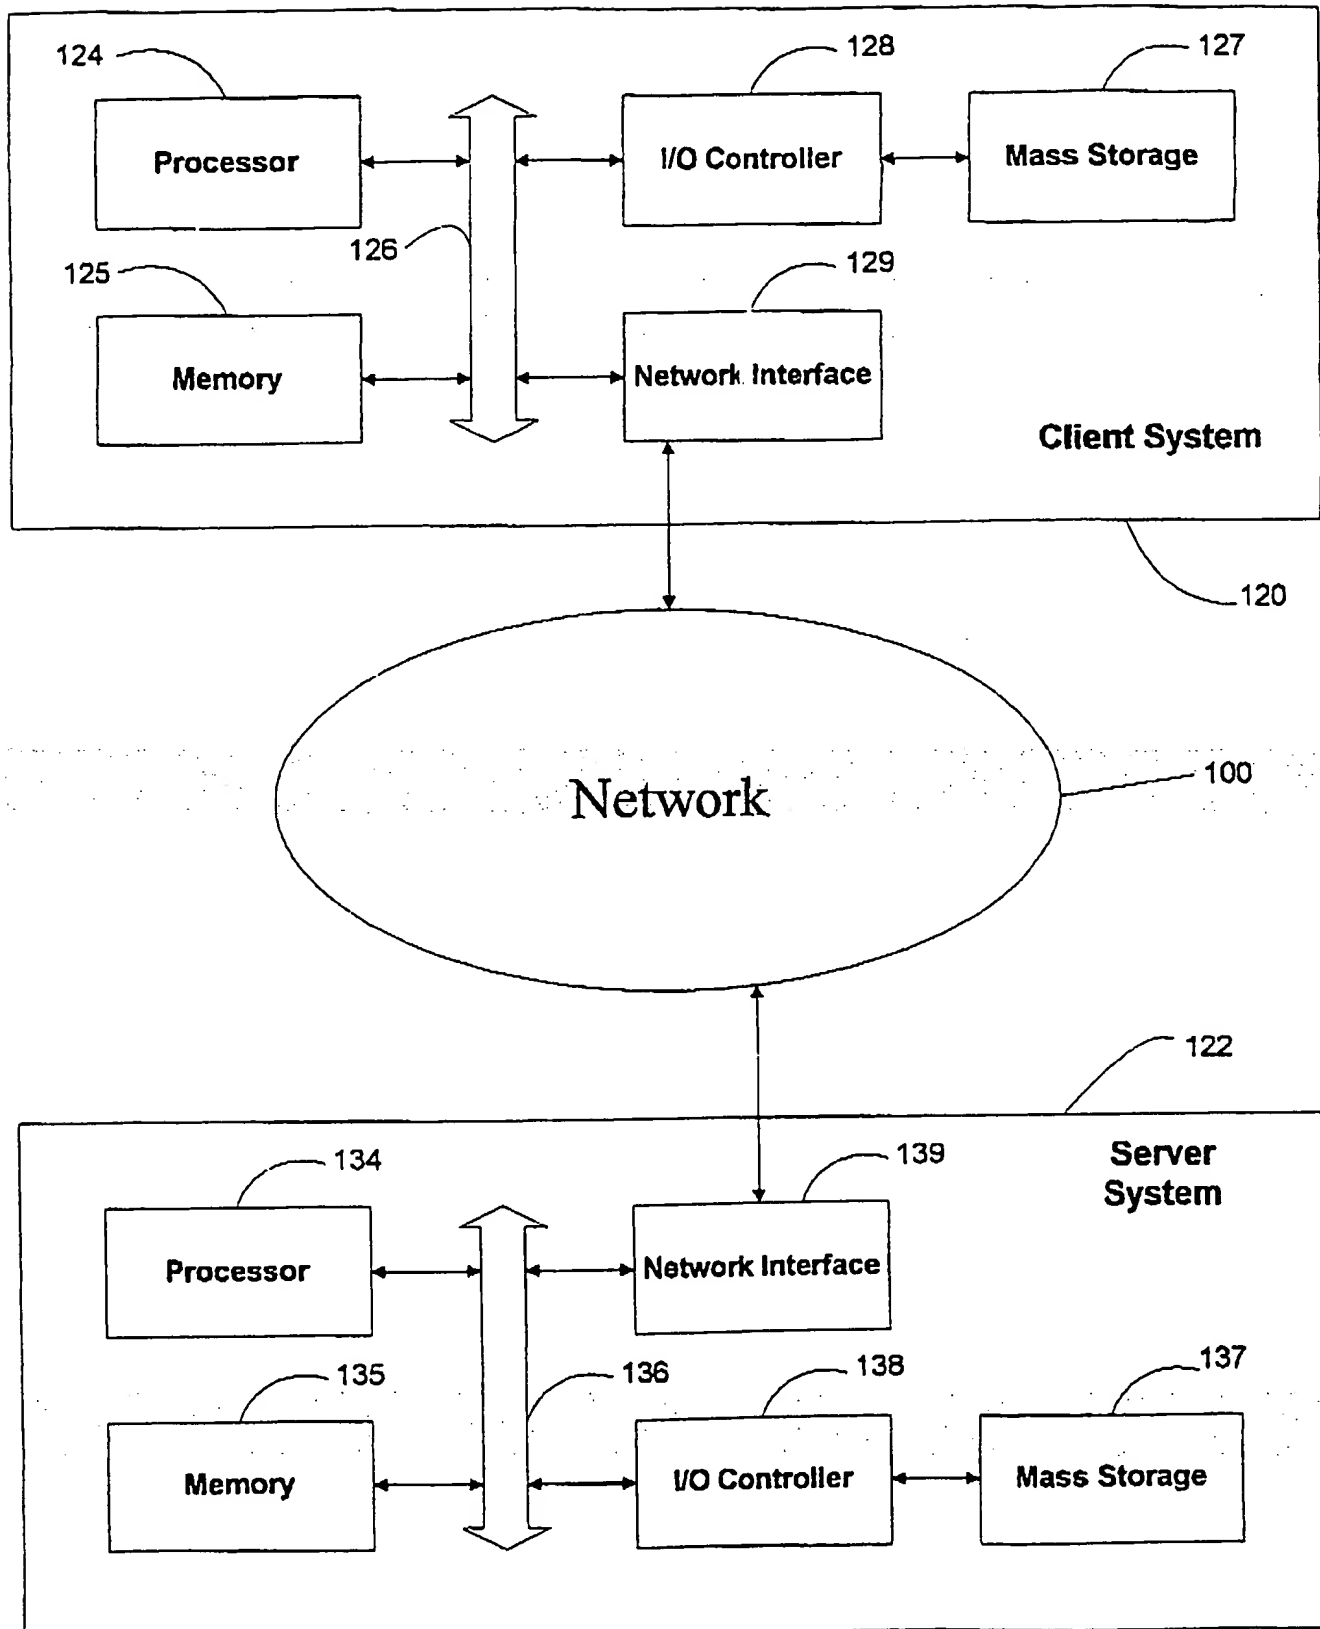 124
128
127
Processor
I/O Controller
Mass Storage
126
125
129
Memory
Network Interface
Client System
120
Network
100
122
Server
System
134
139
Processor
Network Interface
135
136
138
137
Memory
I/O Controller
Mass Storage